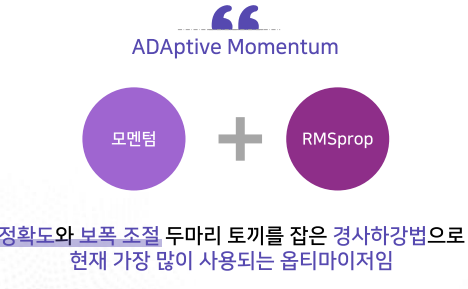 ADAptive Momentum
모멘텀 + RMSprop
정확도와 보폭 조절 두마리 토끼를 잡은 경사하강법으로
현재 가장 많이 사용되는 옵티마이저임